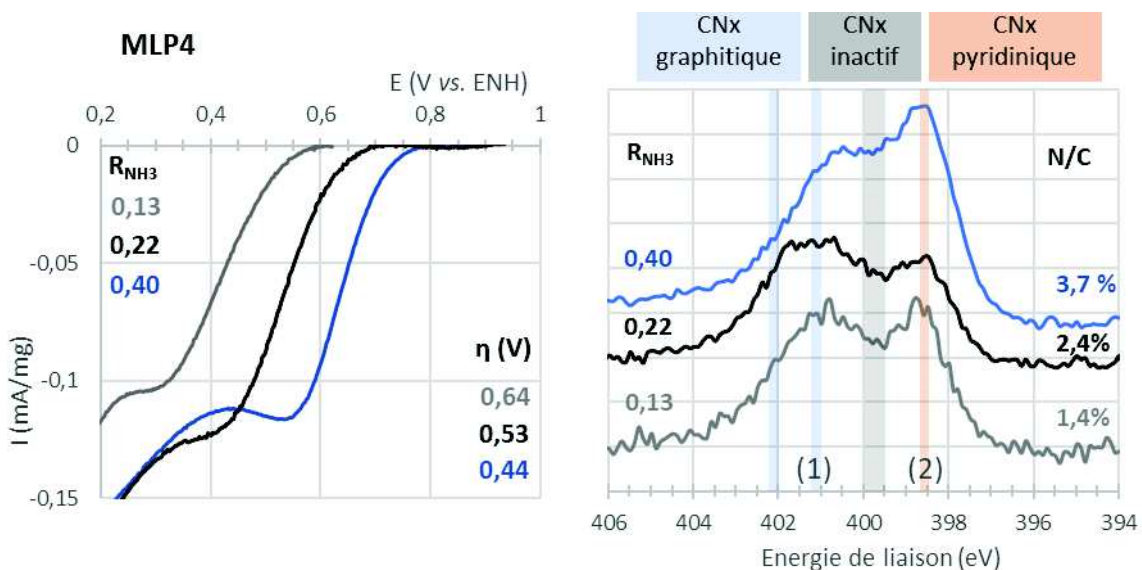 MLP4
E (V vs. ENH)
0,2 0,4 0,6 0,8 1
0
-0,05
-0,1
-0,15
I (mA/mg)
R_NH3
0,13
0,22
0,40
η (V)
0,64
0,53
0,44
CNx graphitique
CNx inactif
CNx pyridinique
R_NH3
N/C
0,40
3,7 %
0,22
2,4%
0,13
1,4%
(1) (2)
406 404 402 400 398 396 394
Energie de liaison (eV)